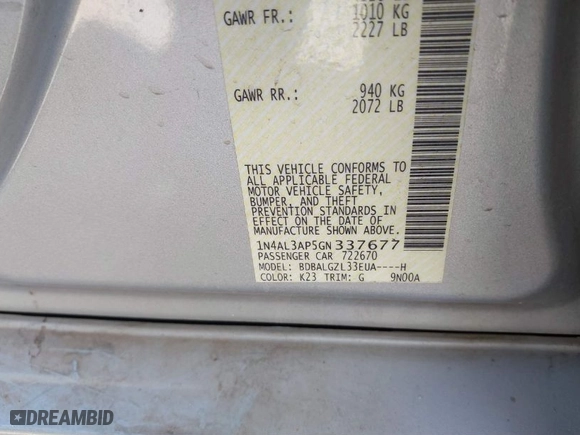 GAWR FR.: 1010 KG
2227 LB
GAWR RR.: 940 KG
2072 LB
THIS VEHICLE CONFORMS TO
ALL APPLICABLE FEDERAL
MOTOR VEHICLE SAFETY,
BUMPER, AND THEFT
PREVENTION STANDARDS IN
EFFECT ON THE DATE OF
MANUFACTURE SHOWN ABOVE.
1N4AL3AP5GN337677
PASSENGER CAR 722670
MODEL: BDBALGZL33EUA----H
COLOR: K23 TRIM: G 9N00A
DREAMBID